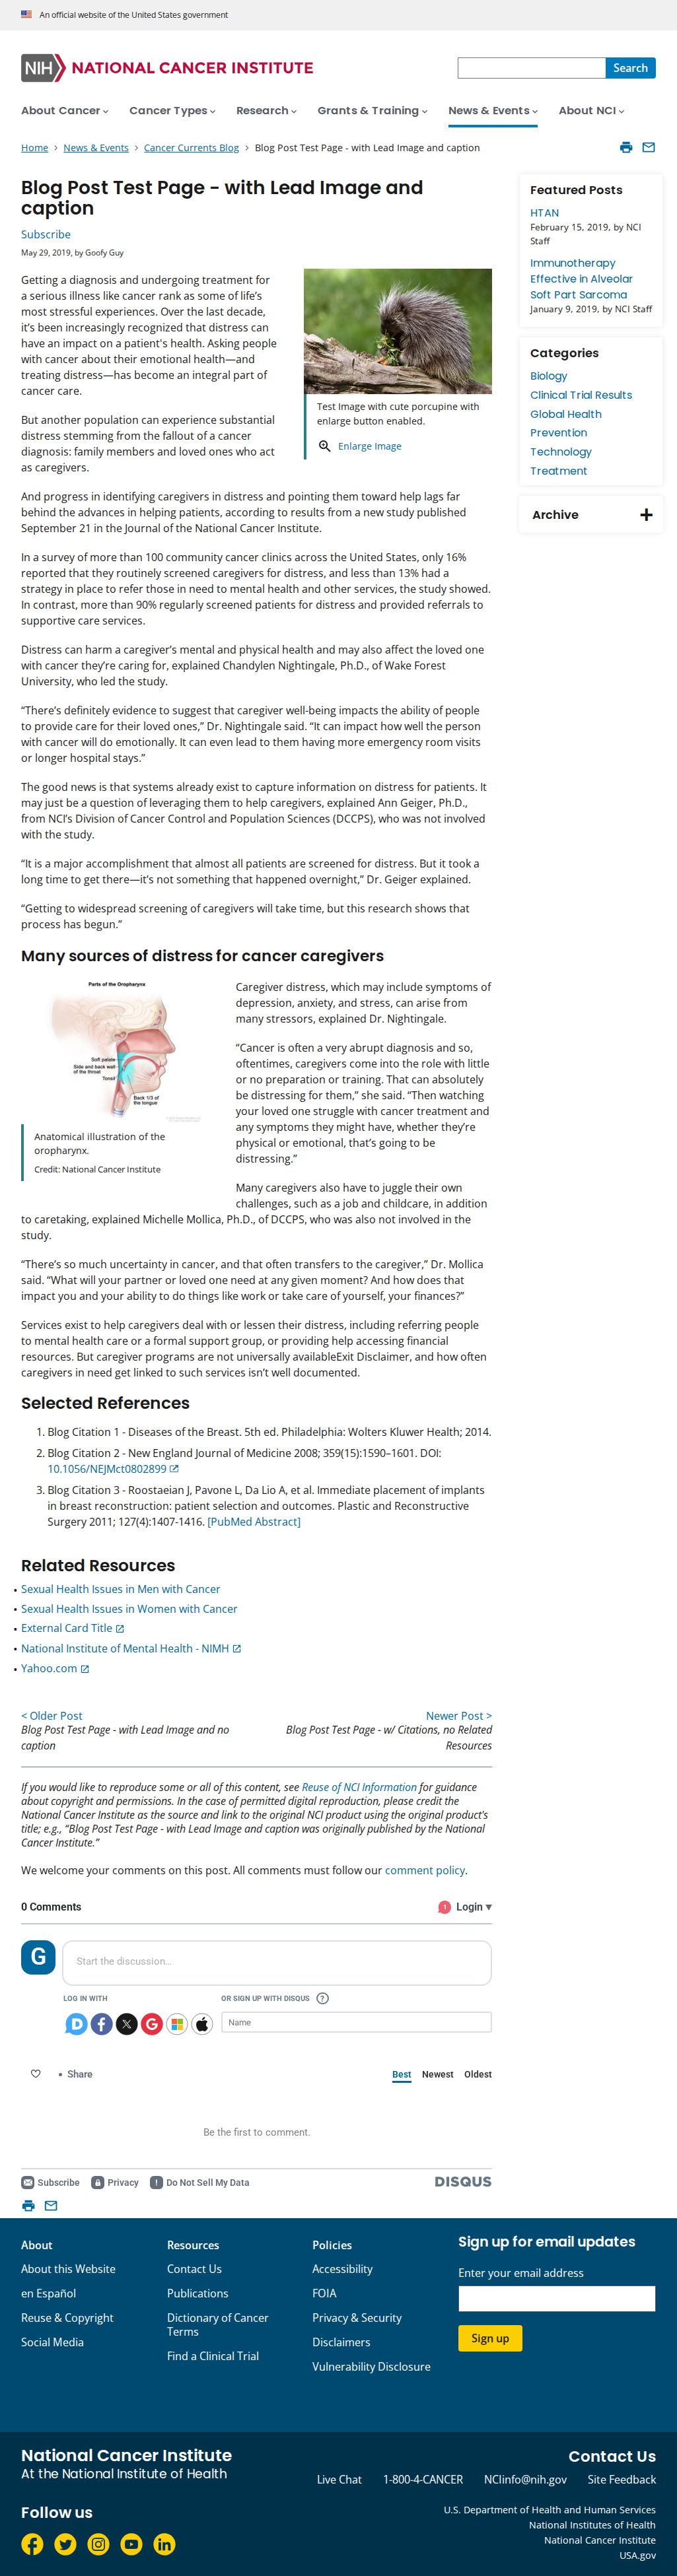 An official website of the United States government
NIH NATIONAL CANCER INSTITUTE
Search
About Cancer
Cancer Types
Research
Grants & Training
News & Events
About NCI
Home > News & Events > Cancer Currents Blog > Blog Post Test Page - with Lead Image and caption
Blog Post Test Page - with Lead Image and
caption
Subscribe
May 29, 2019, by Goofy Guy
Getting a diagnosis and undergoing treatment for
a serious illness like cancer rank as some of life's
most stressful experiences. Over the last decade,
it's been increasingly recognized that distress can
have an impact on a patient's health. Asking people
with cancer about their emotional health—and
treating distress—has become an integral part of
cancer care.
Test Image with cute porcupine with
enlarge button enabled.
Enlarge Image
But another population can experience substantial
distress stemming from the fallout of a cancer
diagnosis: family members and loved ones who act
as caregivers.
And progress in identifying caregivers in distress and pointing them toward help lags far
behind the advances in helping patients, according to results from a new study published
September 21 in the Journal of the National Cancer Institute.
In a survey of more than 100 community cancer clinics across the United States, only 16%
reported that they routinely screened caregivers for distress, and less than 13% had a
strategy in place to refer those in need to mental health and other services, the study showed.
In contrast, more than 90% regularly screened patients for distress and provided referrals to
supportive care services.
Distress can harm a caregiver's mental and physical health and may also affect the loved one
with cancer they're caring for, explained Chandylen Nightingale, Ph.D., of Wake Forest
University, who led the study.
“There's definitely evidence to suggest that caregiver well-being impacts the ability of people
to provide care for their loved ones,” Dr. Nightingale said. “It can impact how well the person
with cancer will do emotionally. It can even lead to them having more emergency room visits
or longer hospital stays.”
The good news is that systems already exist to capture information on distress for patients. It
may just be a question of leveraging them to help caregivers, explained Ann Geiger, Ph.D.,
from NCI's Division of Cancer Control and Population Sciences (DCCPS), who was not involved
with the study.
“It is a major accomplishment that almost all patients are screened for distress. But it took a
long time to get there—it's not something that happened overnight,” Dr. Geiger explained.
“Getting to widespread screening of caregivers will take time, but this research shows that
process has begun.”
Many sources of distress for cancer caregivers
Parts of the Oropharynx
Soft palate
Side and back wall
of the throat
Tonsil
Back 1/3 of
the tongue
Anatomical illustration of the
oropharynx.
Credit: National Cancer Institute
Caregiver distress, which may include symptoms of
depression, anxiety, and stress, can arise from
many stressors, explained Dr. Nightingale.
“Cancer is often a very abrupt diagnosis and so,
oftentimes, caregivers come into the role with little
or no preparation or training. That can absolutely
be distressing for them,” she said. “Then watching
your loved one struggle with cancer treatment and
any symptoms they might have, whether they're
physical or emotional, that's going to be
distressing.”
Many caregivers also have to juggle their own
challenges, such as a job and childcare, in addition
to caretaking, explained Michelle Mollica, Ph.D., of DCCPS, who was also not involved in the
study.
“There's so much uncertainty in cancer, and that often transfers to the caregiver,” Dr. Mollica
said. “What will your partner or loved one need at any given moment? And how does that
impact you and your ability to do things like work or take care of yourself, your finances?”
Services exist to help caregivers deal with or lessen their distress, including referring people
to mental health care or a formal support group, or providing help accessing financial
resources. But caregiver programs are not universally availableExit Disclaimer, and how often
caregivers in need get linked to such services isn't well documented.
Selected References
1. Blog Citation 1 - Diseases of the Breast. 5th ed. Philadelphia: Wolters Kluwer Health; 2014.
2. Blog Citation 2 - New England Journal of Medicine 2008; 359(15):1590–1601. DOI:
10.1056/NEJMct0802899
3. Blog Citation 3 - Roostaeian J, Pavone L, Da Lio A, et al. Immediate placement of implants
in breast reconstruction: patient selection and outcomes. Plastic and Reconstructive
Surgery 2011; 127(4):1407-1416. [PubMed Abstract]
Related Resources
• Sexual Health Issues in Men with Cancer
• Sexual Health Issues in Women with Cancer
• External Card Title
• National Institute of Mental Health - NIMH
• Yahoo.com
< Older Post
Blog Post Test Page - with Lead Image and no
caption
Newer Post >
Blog Post Test Page - w/ Citations, no Related
Resources
If you would like to reproduce some or all of this content, see Reuse of NCI Information for guidance
about copyright and permissions. In the case of permitted digital reproduction, please credit the
National Cancer Institute as the source and link to the original NCI product using the original product's
title; e.g., “Blog Post Test Page - with Lead Image and caption was originally published by the National
Cancer Institute.”
We welcome your comments on this post. All comments must follow our comment policy.
0 Comments
1 Login
G
Start the discussion...
LOG IN WITH
OR SIGN UP WITH DISQUS ?
Name
• Share
Best Newest Oldest
Be the first to comment.
Subscribe
Privacy
Do Not Sell My Data
DISQUS
Featured Posts
HTAN
February 15, 2019, by NCI
Staff
Immunotherapy
Effective in Alveolar
Soft Part Sarcoma
January 9, 2019, by NCI Staff
Categories
Biology
Clinical Trial Results
Global Health
Prevention
Technology
Treatment
Archive
About
About this Website
en Español
Reuse & Copyright
Social Media
Resources
Contact Us
Publications
Dictionary of Cancer
Terms
Find a Clinical Trial
Policies
Accessibility
FOIA
Privacy & Security
Disclaimers
Vulnerability Disclosure
Sign up for email updates
Enter your email address
Sign up
National Cancer Institute
At the National Institute of Health
Contact Us
Live Chat
1-800-4-CANCER
NCIinfo@nih.gov
Site Feedback
Follow us
U.S. Department of Health and Human Services
National Institutes of Health
National Cancer Institute
USA.gov